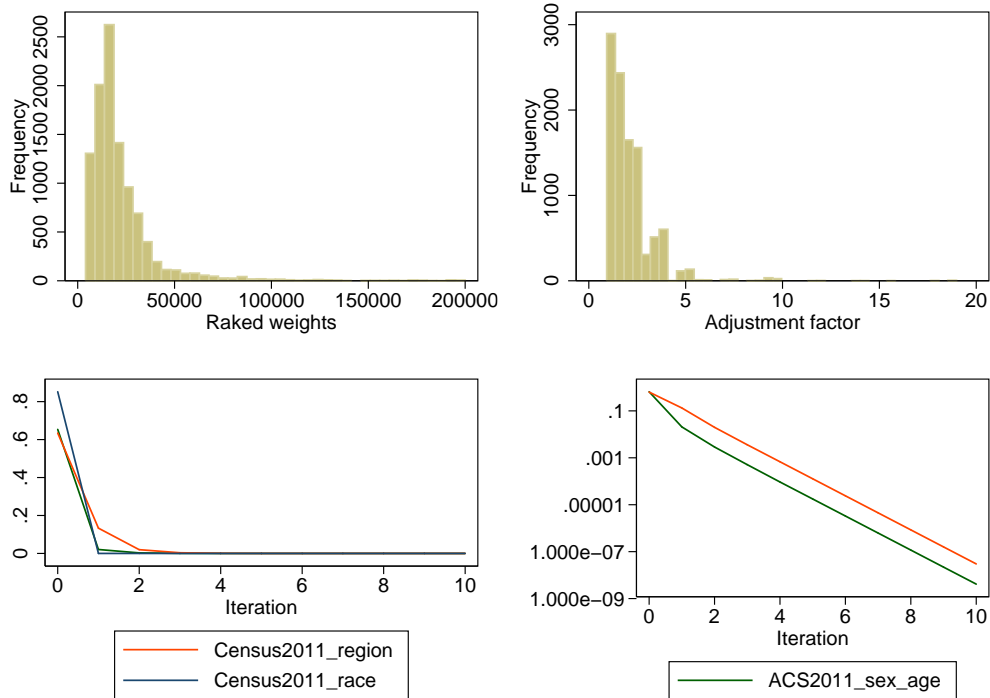 Frequency
0 500 1000 1500 2000 2500
0 50000 100000 150000 200000
Raked weights
Frequency
0 1000 2000 3000
0 5 10 15 20
Adjustment factor
0 .2 .4 .6 .8
0 2 4 6 8 10
Iteration
Census2011_region
Census2011_race
.1
.001
.00001
1.000e-07
1.000e-09
0 2 4 6 8 10
Iteration
ACS2011_sex_age